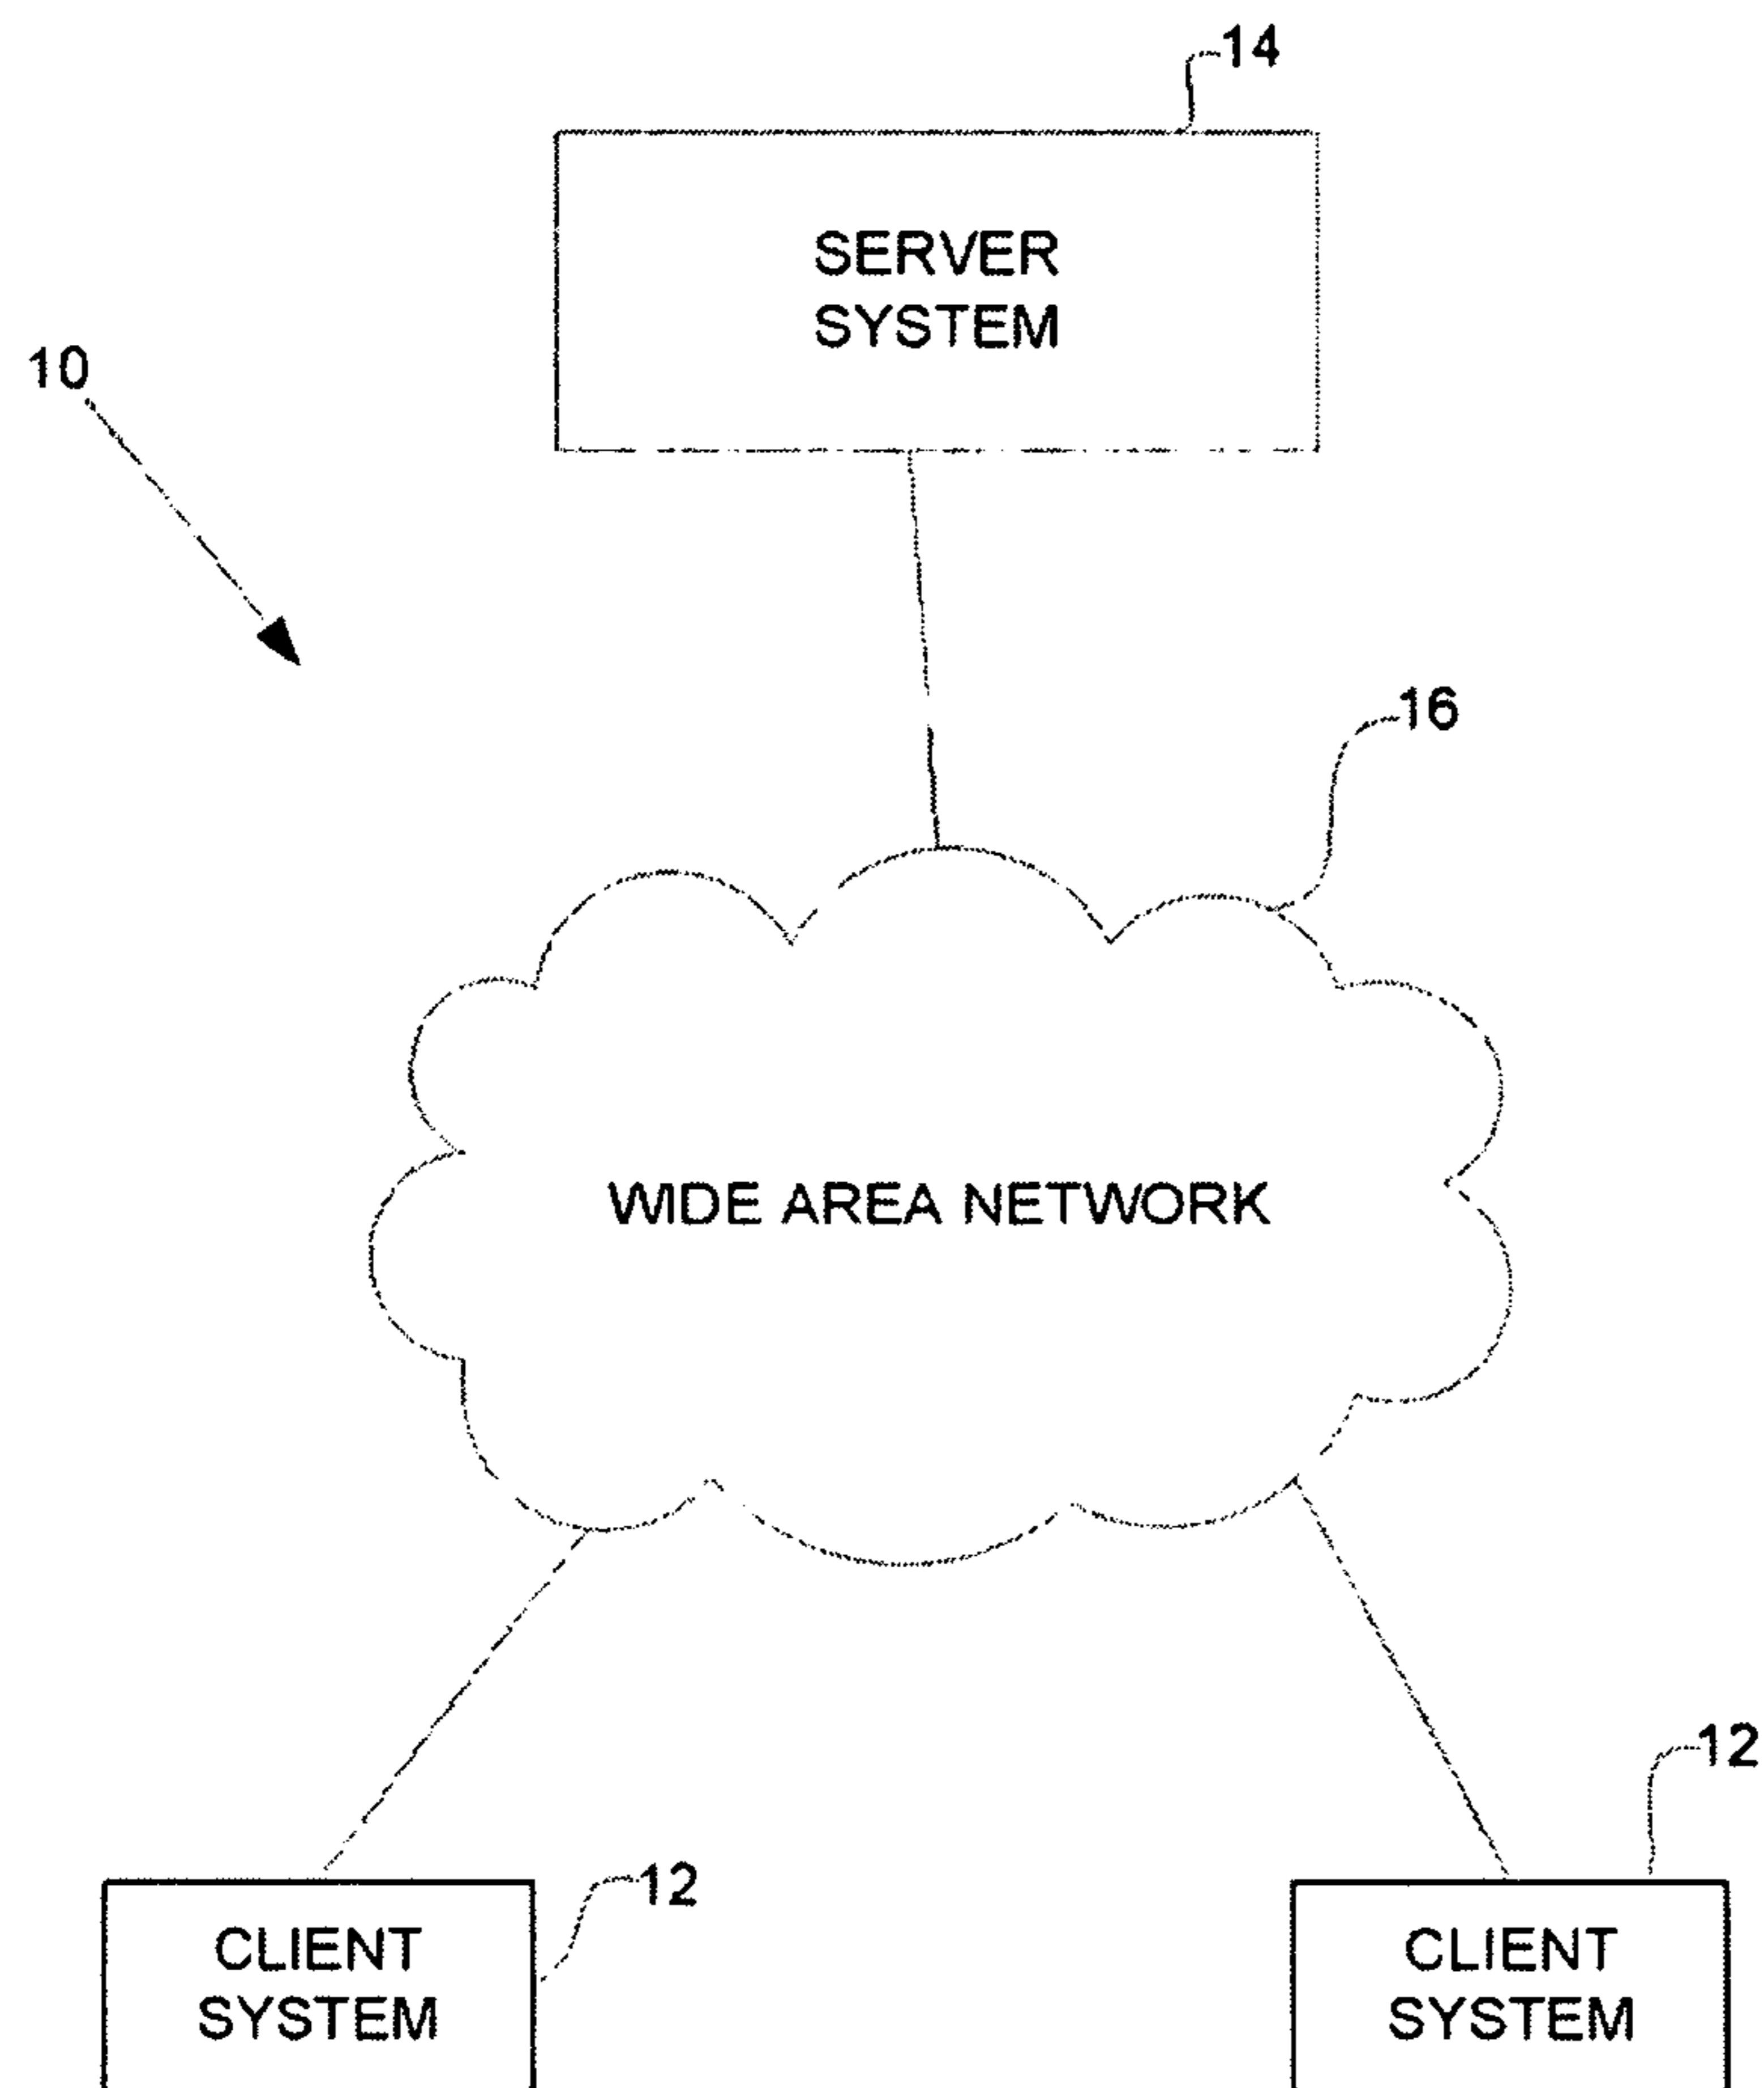 14
SERVER
SYSTEM
10
16
WIDE AREA NETWORK
12
12
CLIENT
SYSTEM
CLIENT
SYSTEM